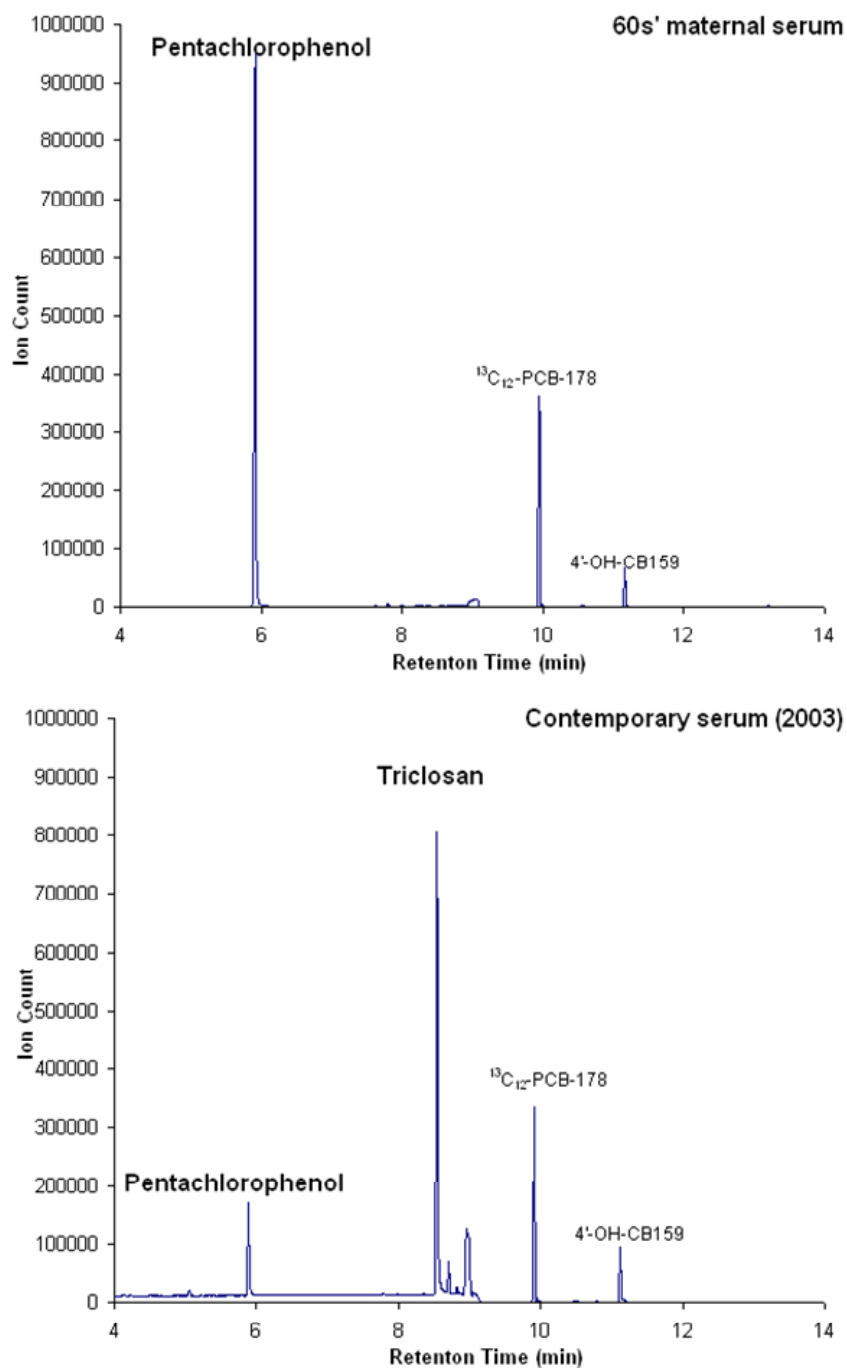 60s' maternal serum
1000000
900000
800000
700000
600000
500000
400000
300000
200000
100000
0
Ion Count
Pentachlorophenol
¹³C₁₂-PCB-178
4'-OH-CB159
4 6 8 10 12 14
Retenton Time (min)
Contemporary serum (2003)
1000000
900000
800000
700000
600000
500000
400000
300000
200000
100000
0
Ion Count
Triclosan
¹³C₁₂-PCB-178
Pentachlorophenol
4'-OH-CB159
4 6 8 10 12 14
Retenton Time (min)